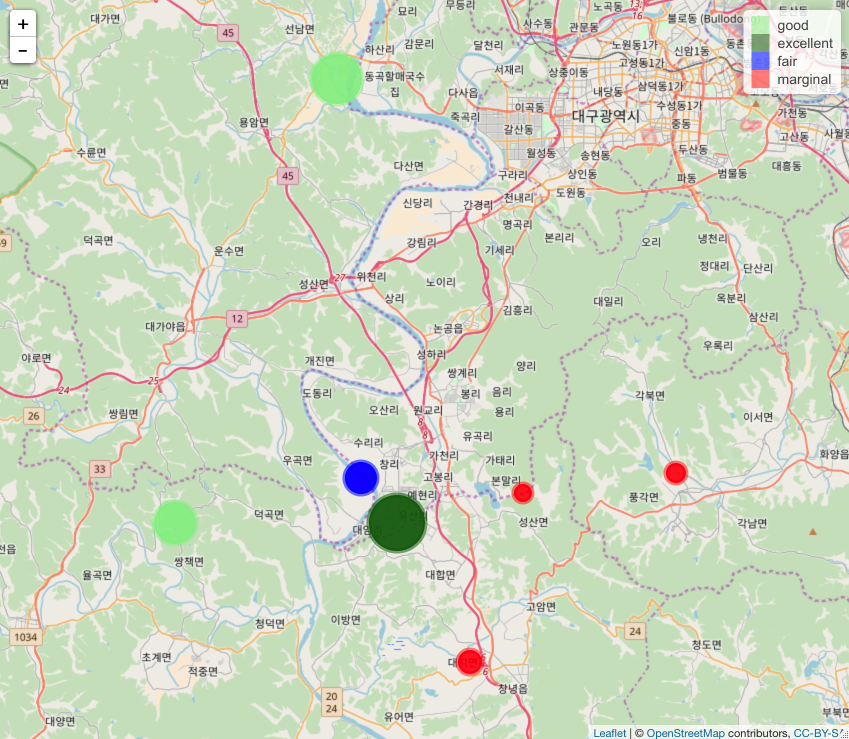 +
−
good
excellent
fair
marginal
묘리
무등리
사수동
노곡동
13,
16
불로동 (Bullodong)
대가면
45
선남면
하산리
감문리
달천리
관문동
노원1가동
신암1동
고성동1가
서재리
상중이동
동곡할매국수
집
다사읍
내당동
삼덕동1가
이곡동
수성동1가
가천동
죽곡리
대구광역시
중동
용암면
갈산동
고산동
수륜면
월성동
송현동
두산동
다산면
대흥동
45
구라리
상인동
파동
범물동
신당리
천내리
도원동
간경리
명곡리
덕곡면
강림리
본리리
오리
냉천리
운수면
기세리
정대리
단산리
27
위천리
성산면
노이리
상리
대일리
옥분리
12
김흥리
삼산리
대가야읍
논공읍
우록리
야로면
성하리
개진면
양리
쌍계리
25
24
도동리
봉리
음리
각북면
26
쌍림면
오산리
원교리
용리
이서면
유곡리
수리리
화양읍
33
우곡면
창리
가천리
가태리
고봉리
본말리
예현리
풍각면
덕곡면
성산면
각남면
쌍책면
율곡면
대합면
고암면
1034
청덕면
이방면
24
청도면
초계면
적중면
6
창녕읍
20
24
유어면
대양면
Leaflet | © OpenStreetMap contributors, CC-BY-S